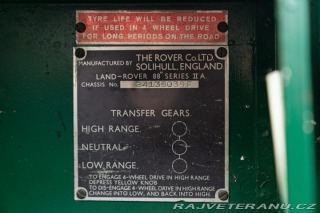 TYRE LIFE WILL BE REDUCED
IF USED IN 4 WHEEL DRIVE
FOR LONG PERIODS ON THE ROAD
MANUFACTURED BY THE ROVER CO. LTD.
SOLIHULL, ENGLAND
LAND-ROVER 88" SERIES II A.
CHASSIS NO.
TRANSFER GEARS.
HIGH RANGE.
NEUTRAL
LOW RANGE.
TO ENGAGE 4-WHEEL DRIVE IN HIGH RANGE
DEPRESS YELLOW KNOB
TO DIS-ENGAGE 4-WHEEL DRIVE IN HIGH RANGE
CHANGE INTO LOW, AND BACK INTO HIGH.
RAJVETERANU.CZ